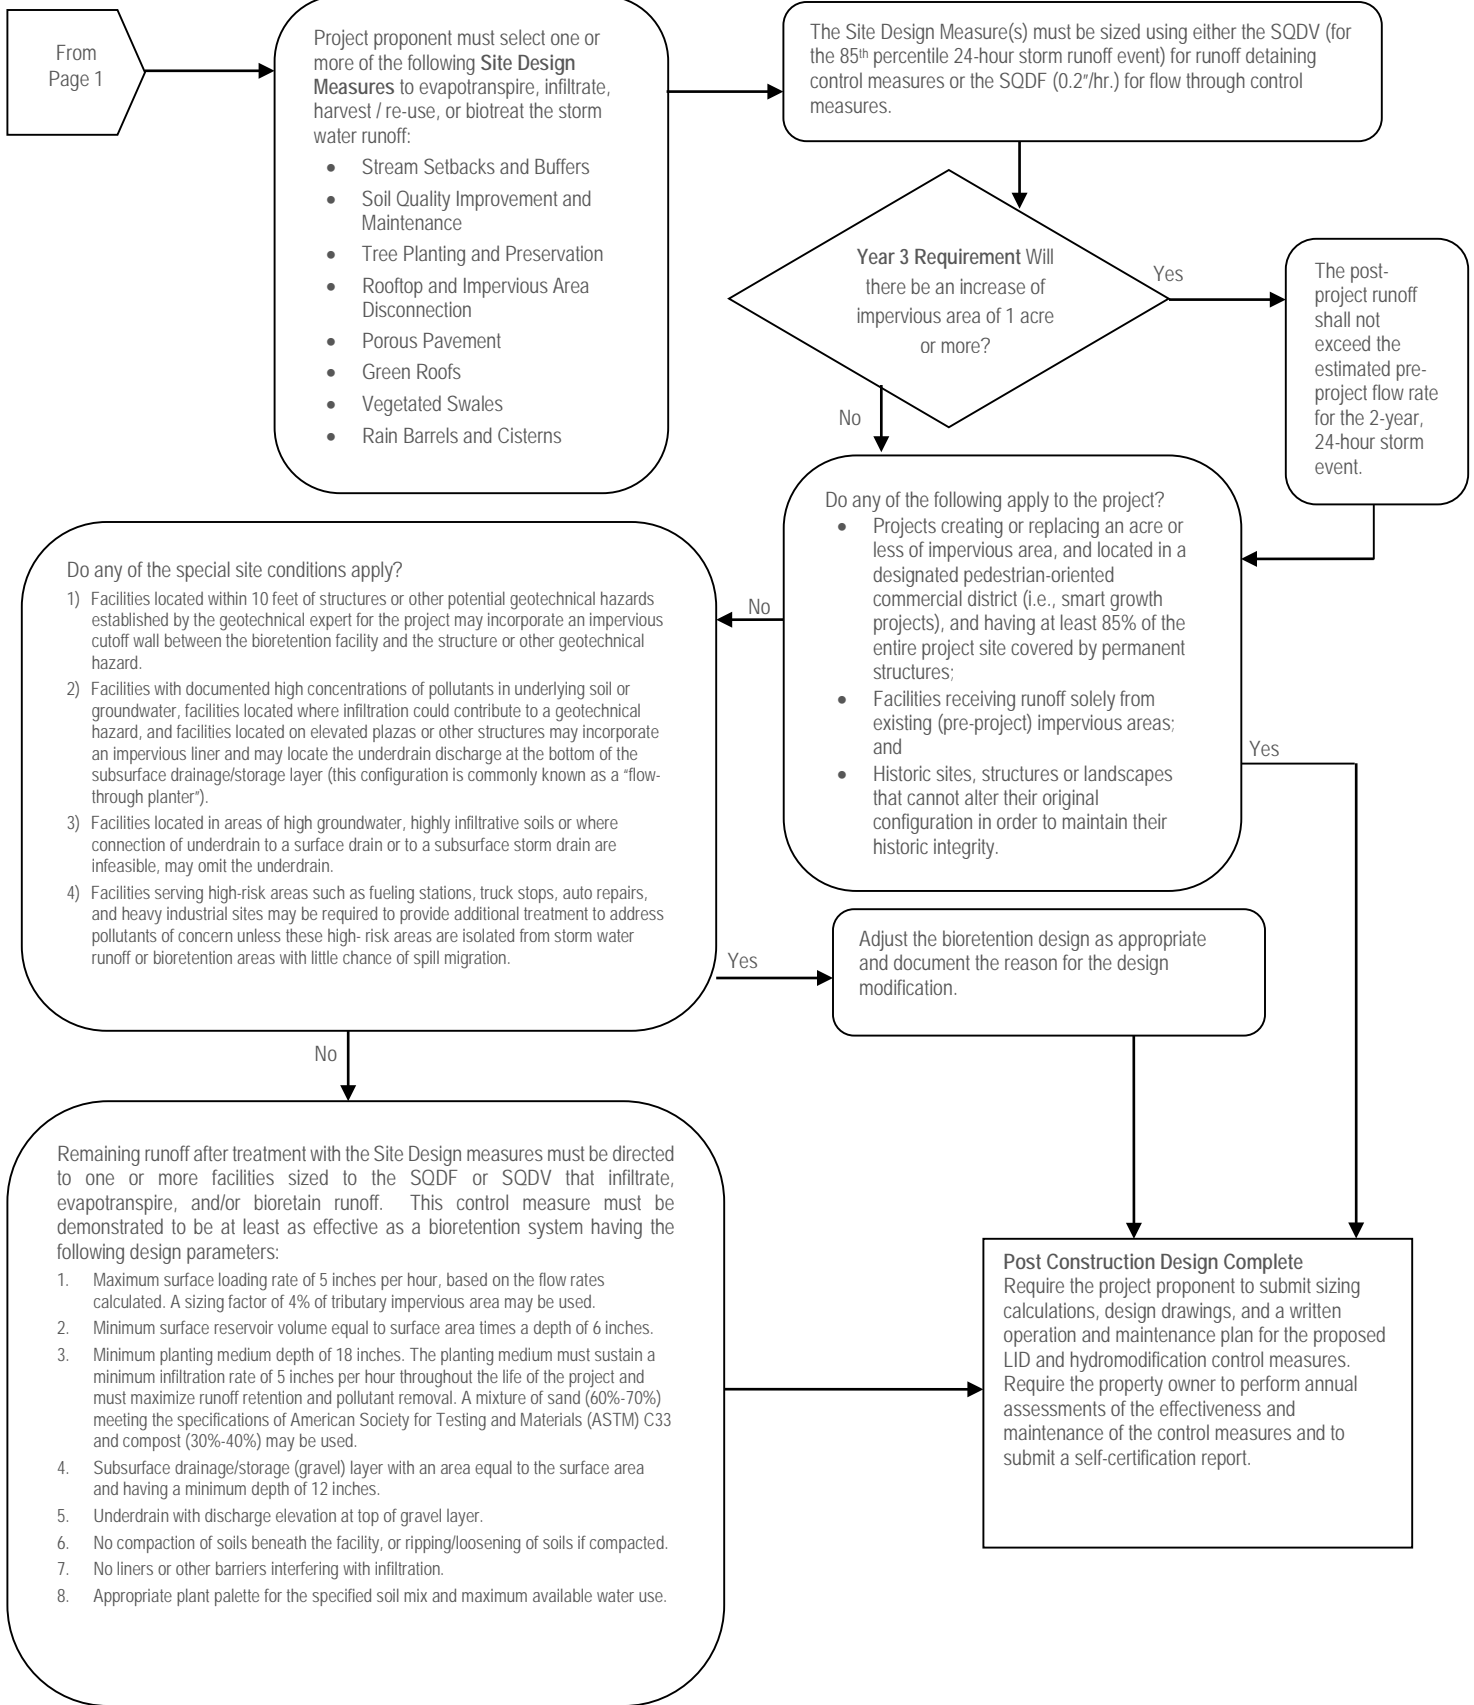 From
Page 1
Project proponent must select one or
more of the following Site Design
Measures to evapotranspire, infiltrate,
harvest / re-use, or biotreat the storm
water runoff:
• Stream Setbacks and Buffers
• Soil Quality Improvement and
Maintenance
• Tree Planting and Preservation
• Rooftop and Impervious Area
Disconnection
• Porous Pavement
• Green Roofs
• Vegetated Swales
• Rain Barrels and Cisterns
The Site Design Measure(s) must be sized using either the SQDV (for
the 85th percentile 24-hour storm runoff event) for runoff detaining
control measures or the SQDF (0.2”/hr.) for flow through control
measures.
Year 3 Requirement Will
there be an increase of
impervious area of 1 acre
or more?
Yes
No
The post-
project runoff
shall not
exceed the
estimated pre-
project flow rate
for the 2-year,
24-hour storm
event.
Do any of the following apply to the project?
• Projects creating or replacing an acre or
less of impervious area, and located in a
designated pedestrian-oriented
commercial district (i.e., smart growth
projects), and having at least 85% of the
entire project site covered by permanent
structures;
• Facilities receiving runoff solely from
existing (pre-project) impervious areas;
and
• Historic sites, structures or landscapes
that cannot alter their original
configuration in order to maintain their
historic integrity.
No
Yes
Do any of the special site conditions apply?
1) Facilities located within 10 feet of structures or other potential geotechnical hazards
established by the geotechnical expert for the project may incorporate an impervious
cutoff wall between the bioretention facility and the structure or other geotechnical
hazard.
2) Facilities with documented high concentrations of pollutants in underlying soil or
groundwater, facilities located where infiltration could contribute to a geotechnical
hazard, and facilities located on elevated plazas or other structures may incorporate
an impervious liner and may locate the underdrain discharge at the bottom of the
subsurface drainage/storage layer (this configuration is commonly known as a “flow-
through planter”).
3) Facilities located in areas of high groundwater, highly infiltrative soils or where
connection of underdrain to a surface drain or to a subsurface storm drain are
infeasible, may omit the underdrain.
4) Facilities serving high-risk areas such as fueling stations, truck stops, auto repairs,
and heavy industrial sites may be required to provide additional treatment to address
pollutants of concern unless these high- risk areas are isolated from storm water
runoff or bioretention areas with little chance of spill migration.
Yes
Adjust the bioretention design as appropriate
and document the reason for the design
modification.
No
Remaining runoff after treatment with the Site Design measures must be directed
to one or more facilities sized to the SQDF or SQDV that infiltrate,
evapotranspire, and/or bioretain runoff. This control measure must be
demonstrated to be at least as effective as a bioretention system having the
following design parameters:
1. Maximum surface loading rate of 5 inches per hour, based on the flow rates
calculated. A sizing factor of 4% of tributary impervious area may be used.
2. Minimum surface reservoir volume equal to surface area times a depth of 6 inches.
3. Minimum planting medium depth of 18 inches. The planting medium must sustain a
minimum infiltration rate of 5 inches per hour throughout the life of the project and
must maximize runoff retention and pollutant removal. A mixture of sand (60%-70%)
meeting the specifications of American Society for Testing and Materials (ASTM) C33
and compost (30%-40%) may be used.
4. Subsurface drainage/storage (gravel) layer with an area equal to the surface area
and having a minimum depth of 12 inches.
5. Underdrain with discharge elevation at top of gravel layer.
6. No compaction of soils beneath the facility, or ripping/loosening of soils if compacted.
7. No liners or other barriers interfering with infiltration.
8. Appropriate plant palette for the specified soil mix and maximum available water use.
Post Construction Design Complete
Require the project proponent to submit sizing
calculations, design drawings, and a written
operation and maintenance plan for the proposed
LID and hydromodification control measures.
Require the property owner to perform annual
assessments of the effectiveness and
maintenance of the control measures and to
submit a self-certification report.